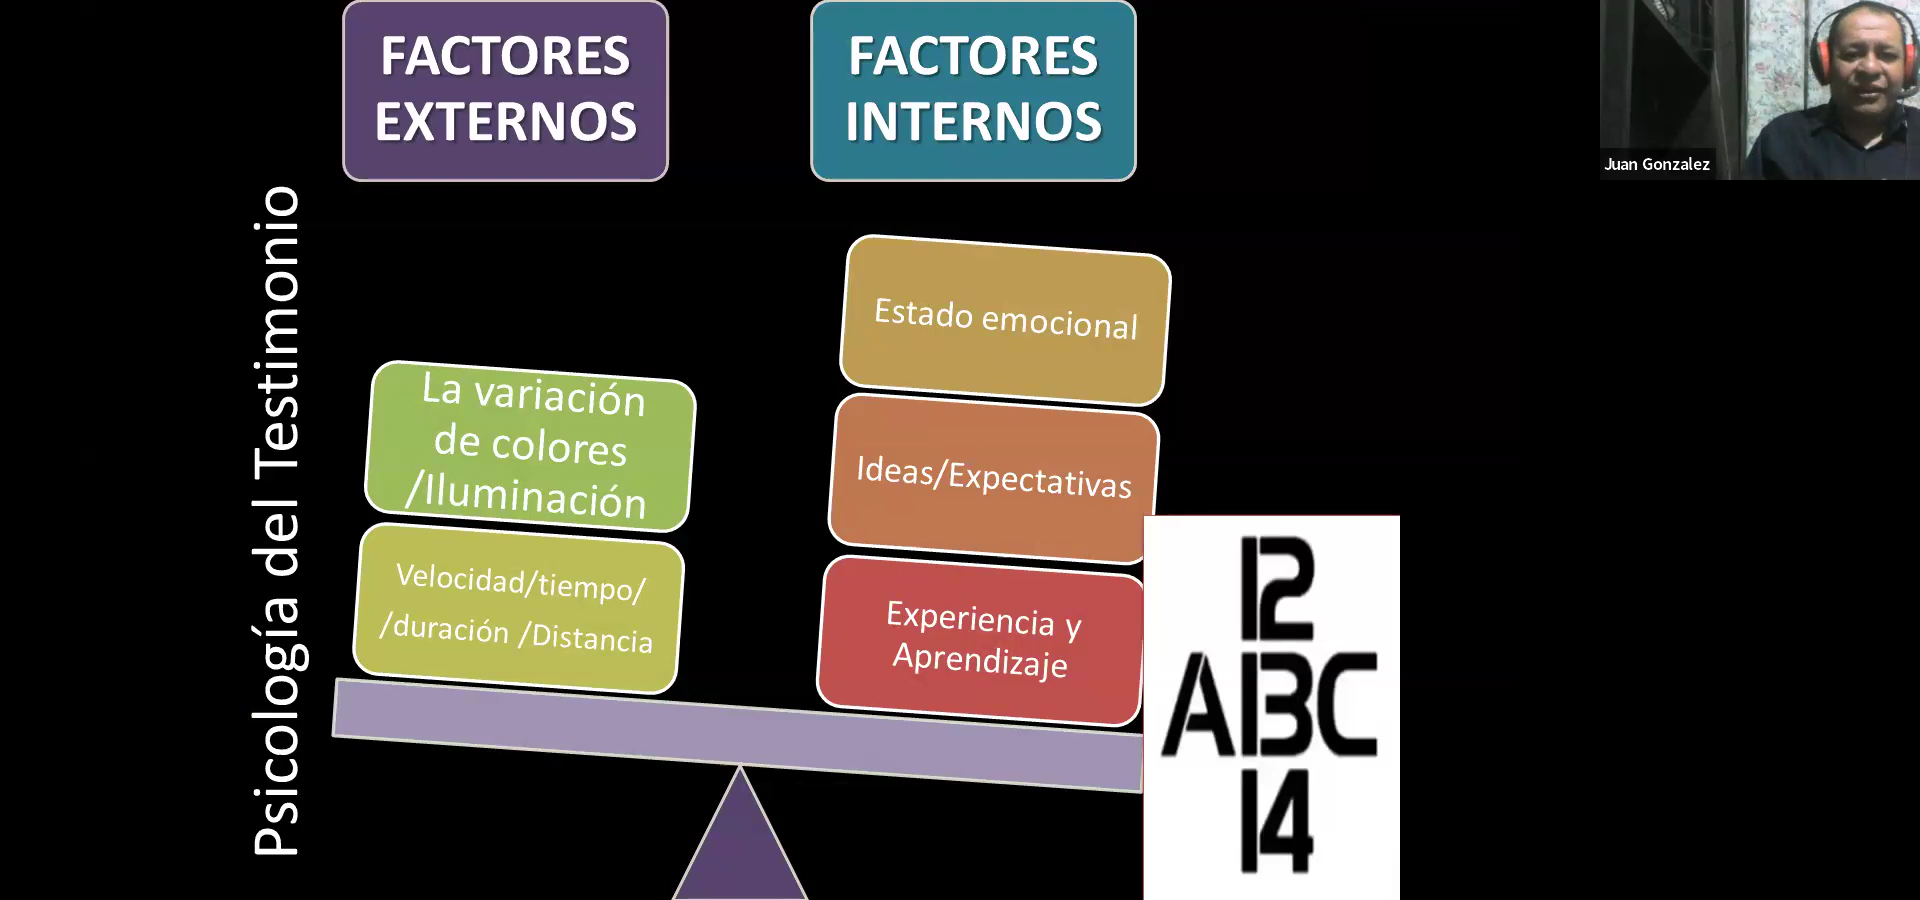 FACTORES
EXTERNOS
FACTORES
INTERNOS
Juan Gonzalez
Psicología del Testimonio
La variación
de colores
/Iluminación
Velocidad/tiempo/
/duración /Distancia
Estado emocional
Ideas/Expectativas
Experiencia y
Aprendizaje
12
ABC
14